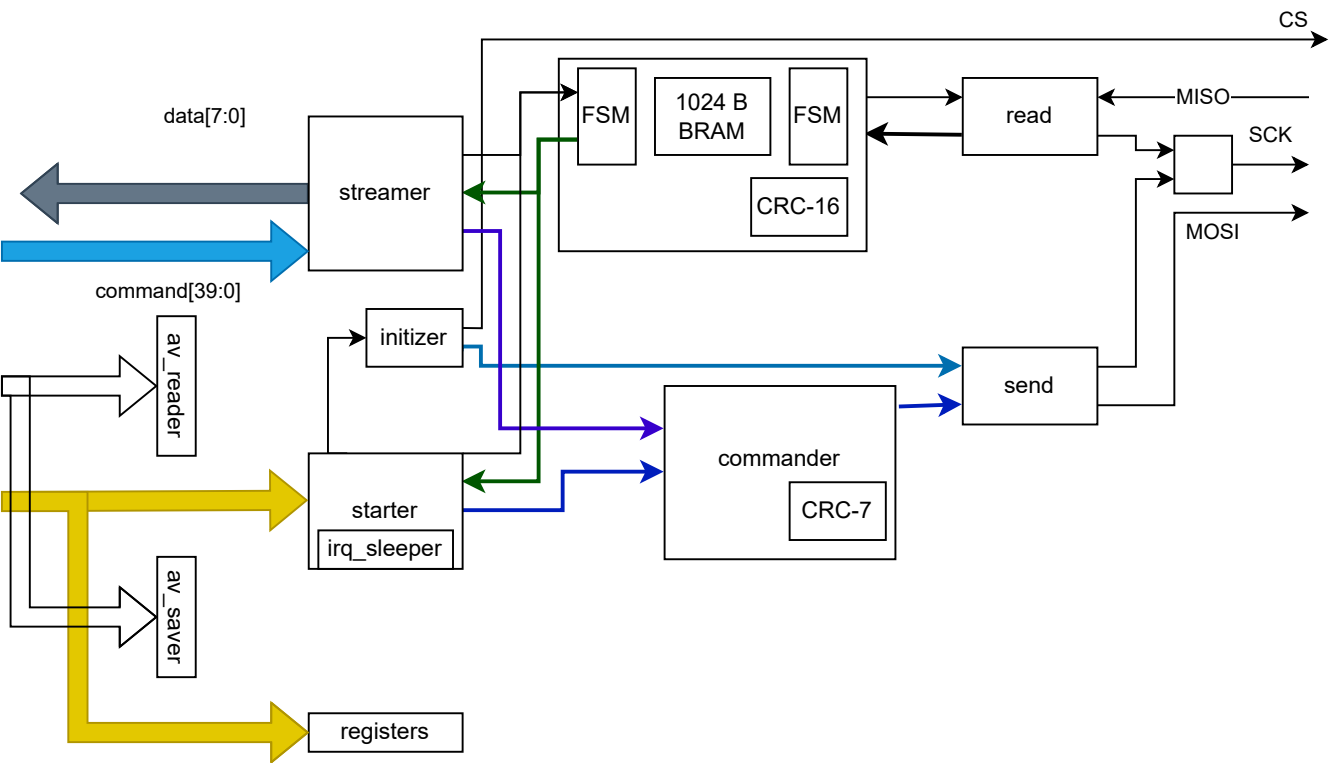 CS
data[7:0]
FSM
1024 B
BRAM
FSM
read
MISO
SCK
streamer
CRC-16
MOSI
command[39:0]
av_reader
initizer
send
commander
starter
CRC-7
irq_sleeper
av_saver
registers